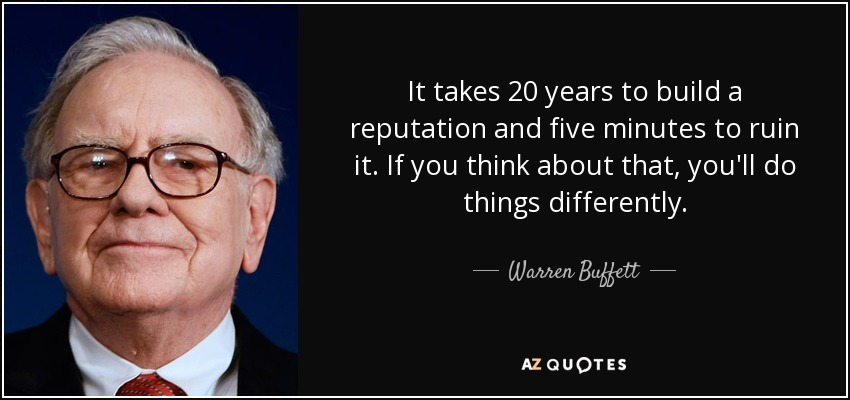 It takes 20 years to build a
reputation and five minutes to ruin
it. If you think about that, you'll do
things differently.
Warren Buffett
AZ QUOTES